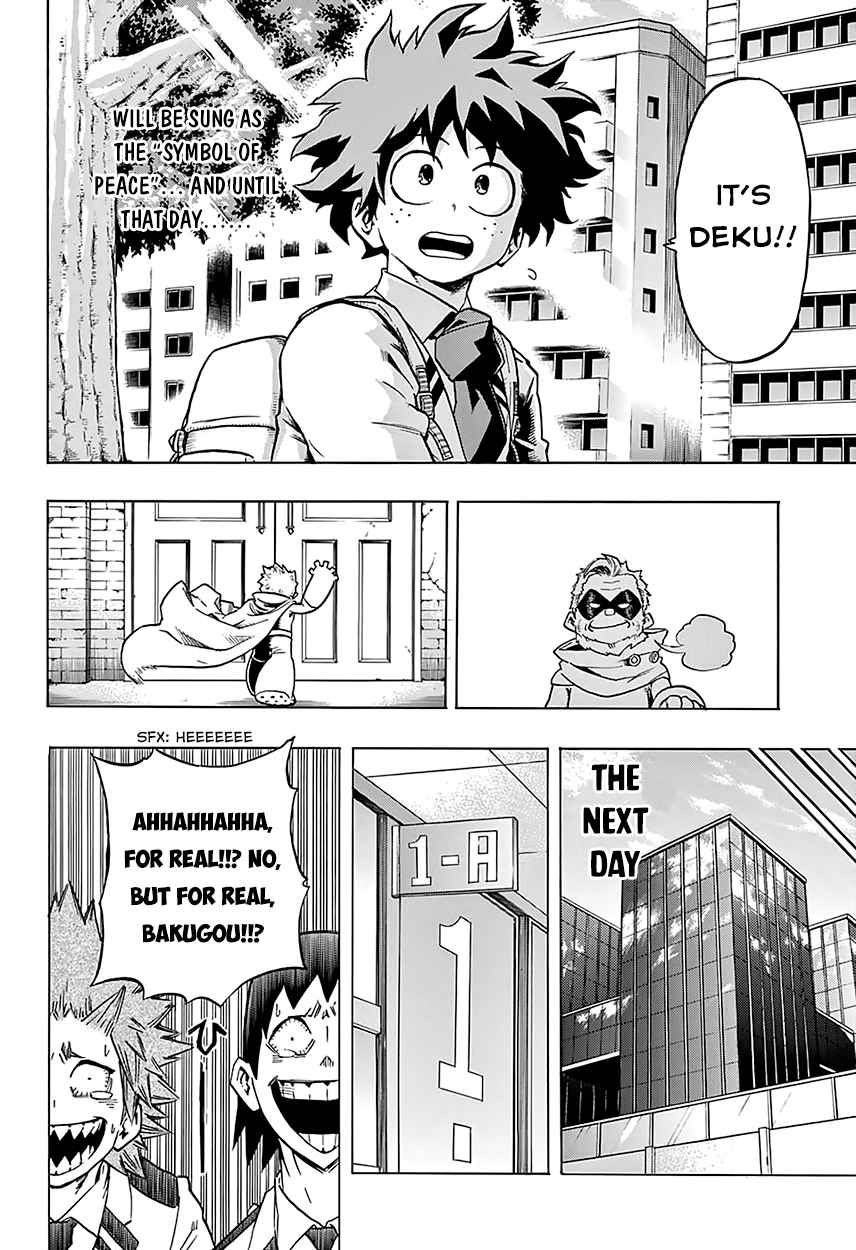 IT'S
DEKU!!
WILL BE SUNG AS
THE "SYMBOL OF
PEACE"... AND UNTIL
THAT DAY.......
THE
NEXT
DAY
1-A
1
SFX: HEEEEEEE
AHHAHHAHHA,
FOR REAL!!? NO,
BUT FOR REAL,
BAKUGOU!!?